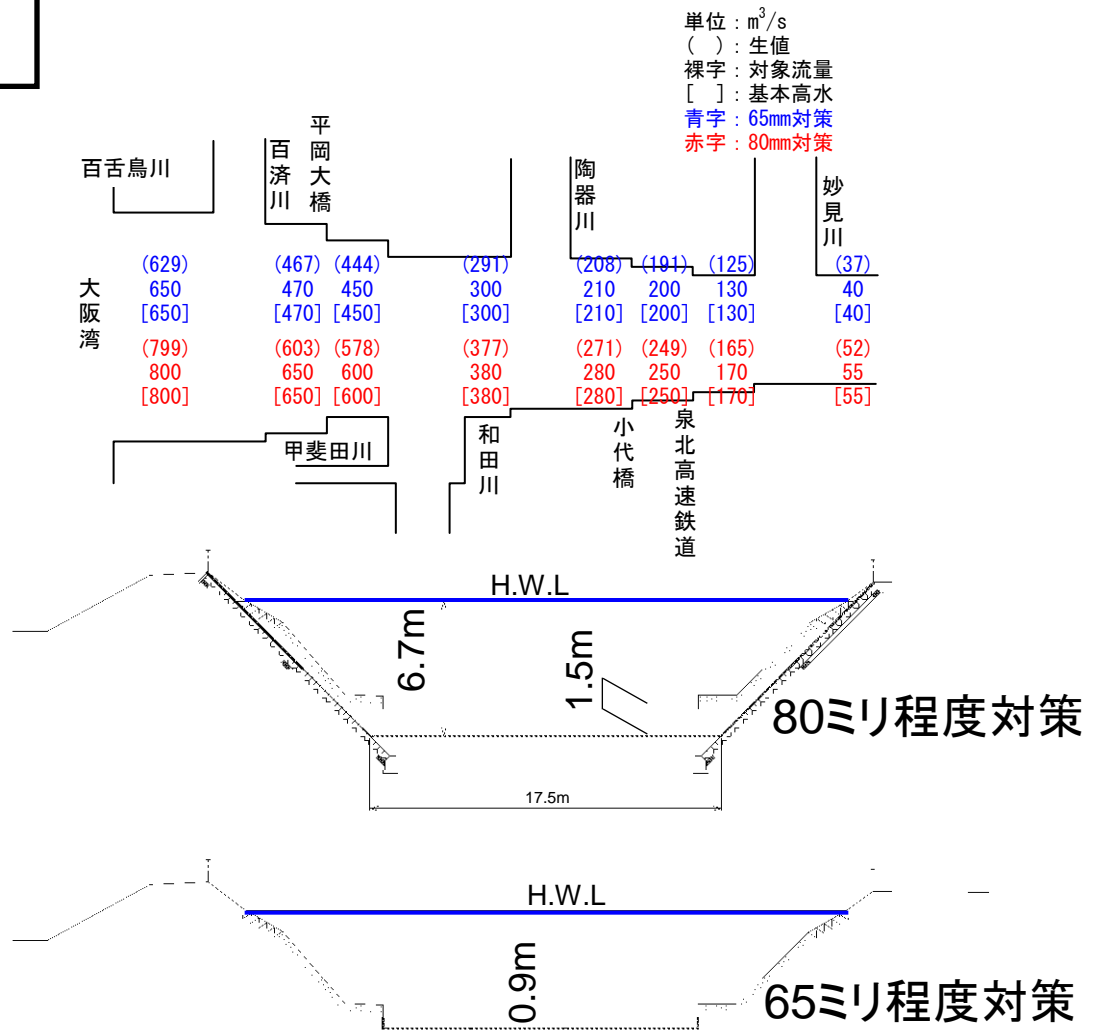 単位：m³/s
(　)：生値
裸字：対象流量
[　]：基本高水
青字：65mm対策
赤字：80mm対策
百舌鳥川
百済川
平岡大橋
陶器川
妙見川
大阪湾
(629) (467) (444) (291) (208) (191) (125) (37)
650 470 450 300 210 200 130 40
[650] [470] [450] [300] [210] [200] [130] [40]
(799) (603) (578) (377) (271) (249) (165) (52)
800 650 600 380 280 250 170 55
[800] [650] [600] [380] [280] [250] [170] [55]
甲斐田川
和田川
小代橋
泉北高速鉄道
H.W.L
6.7m
1.5m
80ミリ程度対策
17.5m
H.W.L
0.9m
65ミリ程度対策